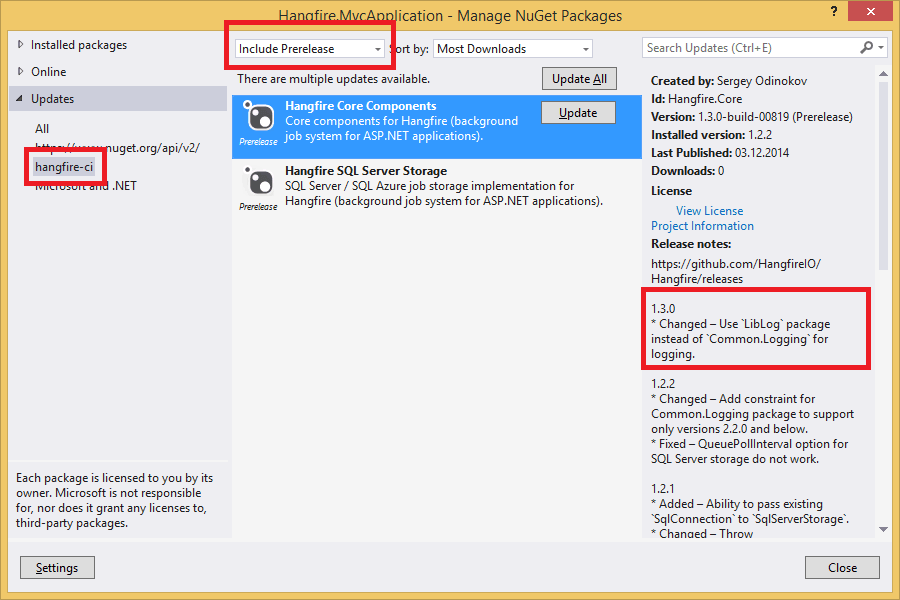 Hangfire.MvcApplication - Manage NuGet Packages
?
Installed packages
Online
Updates
All
https://www.nuget.org/api/v2/
hangfire-ci
Microsoft and .NET
Each package is licensed to you by its
owner. Microsoft is not responsible
for, nor does it grant any licenses to,
third-party packages.
Settings
Include Prerelease
Sort by:
Most Downloads
There are multiple updates available.
Update All
Hangfire Core Components
Core components for Hangfire (background
job system for ASP.NET applications).
Prerelease
Update
Hangfire SQL Server Storage
SQL Server / SQL Azure job storage implementation for
Hangfire (background job system for ASP.NET applications).
Prerelease
Search Updates (Ctrl+E)
Created by: Sergey Odinokov
Id: Hangfire.Core
Version: 1.3.0-build-00819 (Prerelease)
Installed version: 1.2.2
Last Published: 03.12.2014
Downloads: 0
License
View License
Project Information
Release notes:
https://github.com/HangfireIO/
Hangfire/releases
1.3.0
* Changed – Use `LibLog` package
instead of `Common.Logging` for
logging.
1.2.2
* Changed – Add constraint for
Common.Logging package to support
only versions 2.2.0 and below.
* Fixed – QueuePollInterval option for
SQL Server storage do not work.
1.2.1
* Added – Ability to pass existing
`SqlConnection` to `SqlServerStorage`.
* Changed – Throw
Close